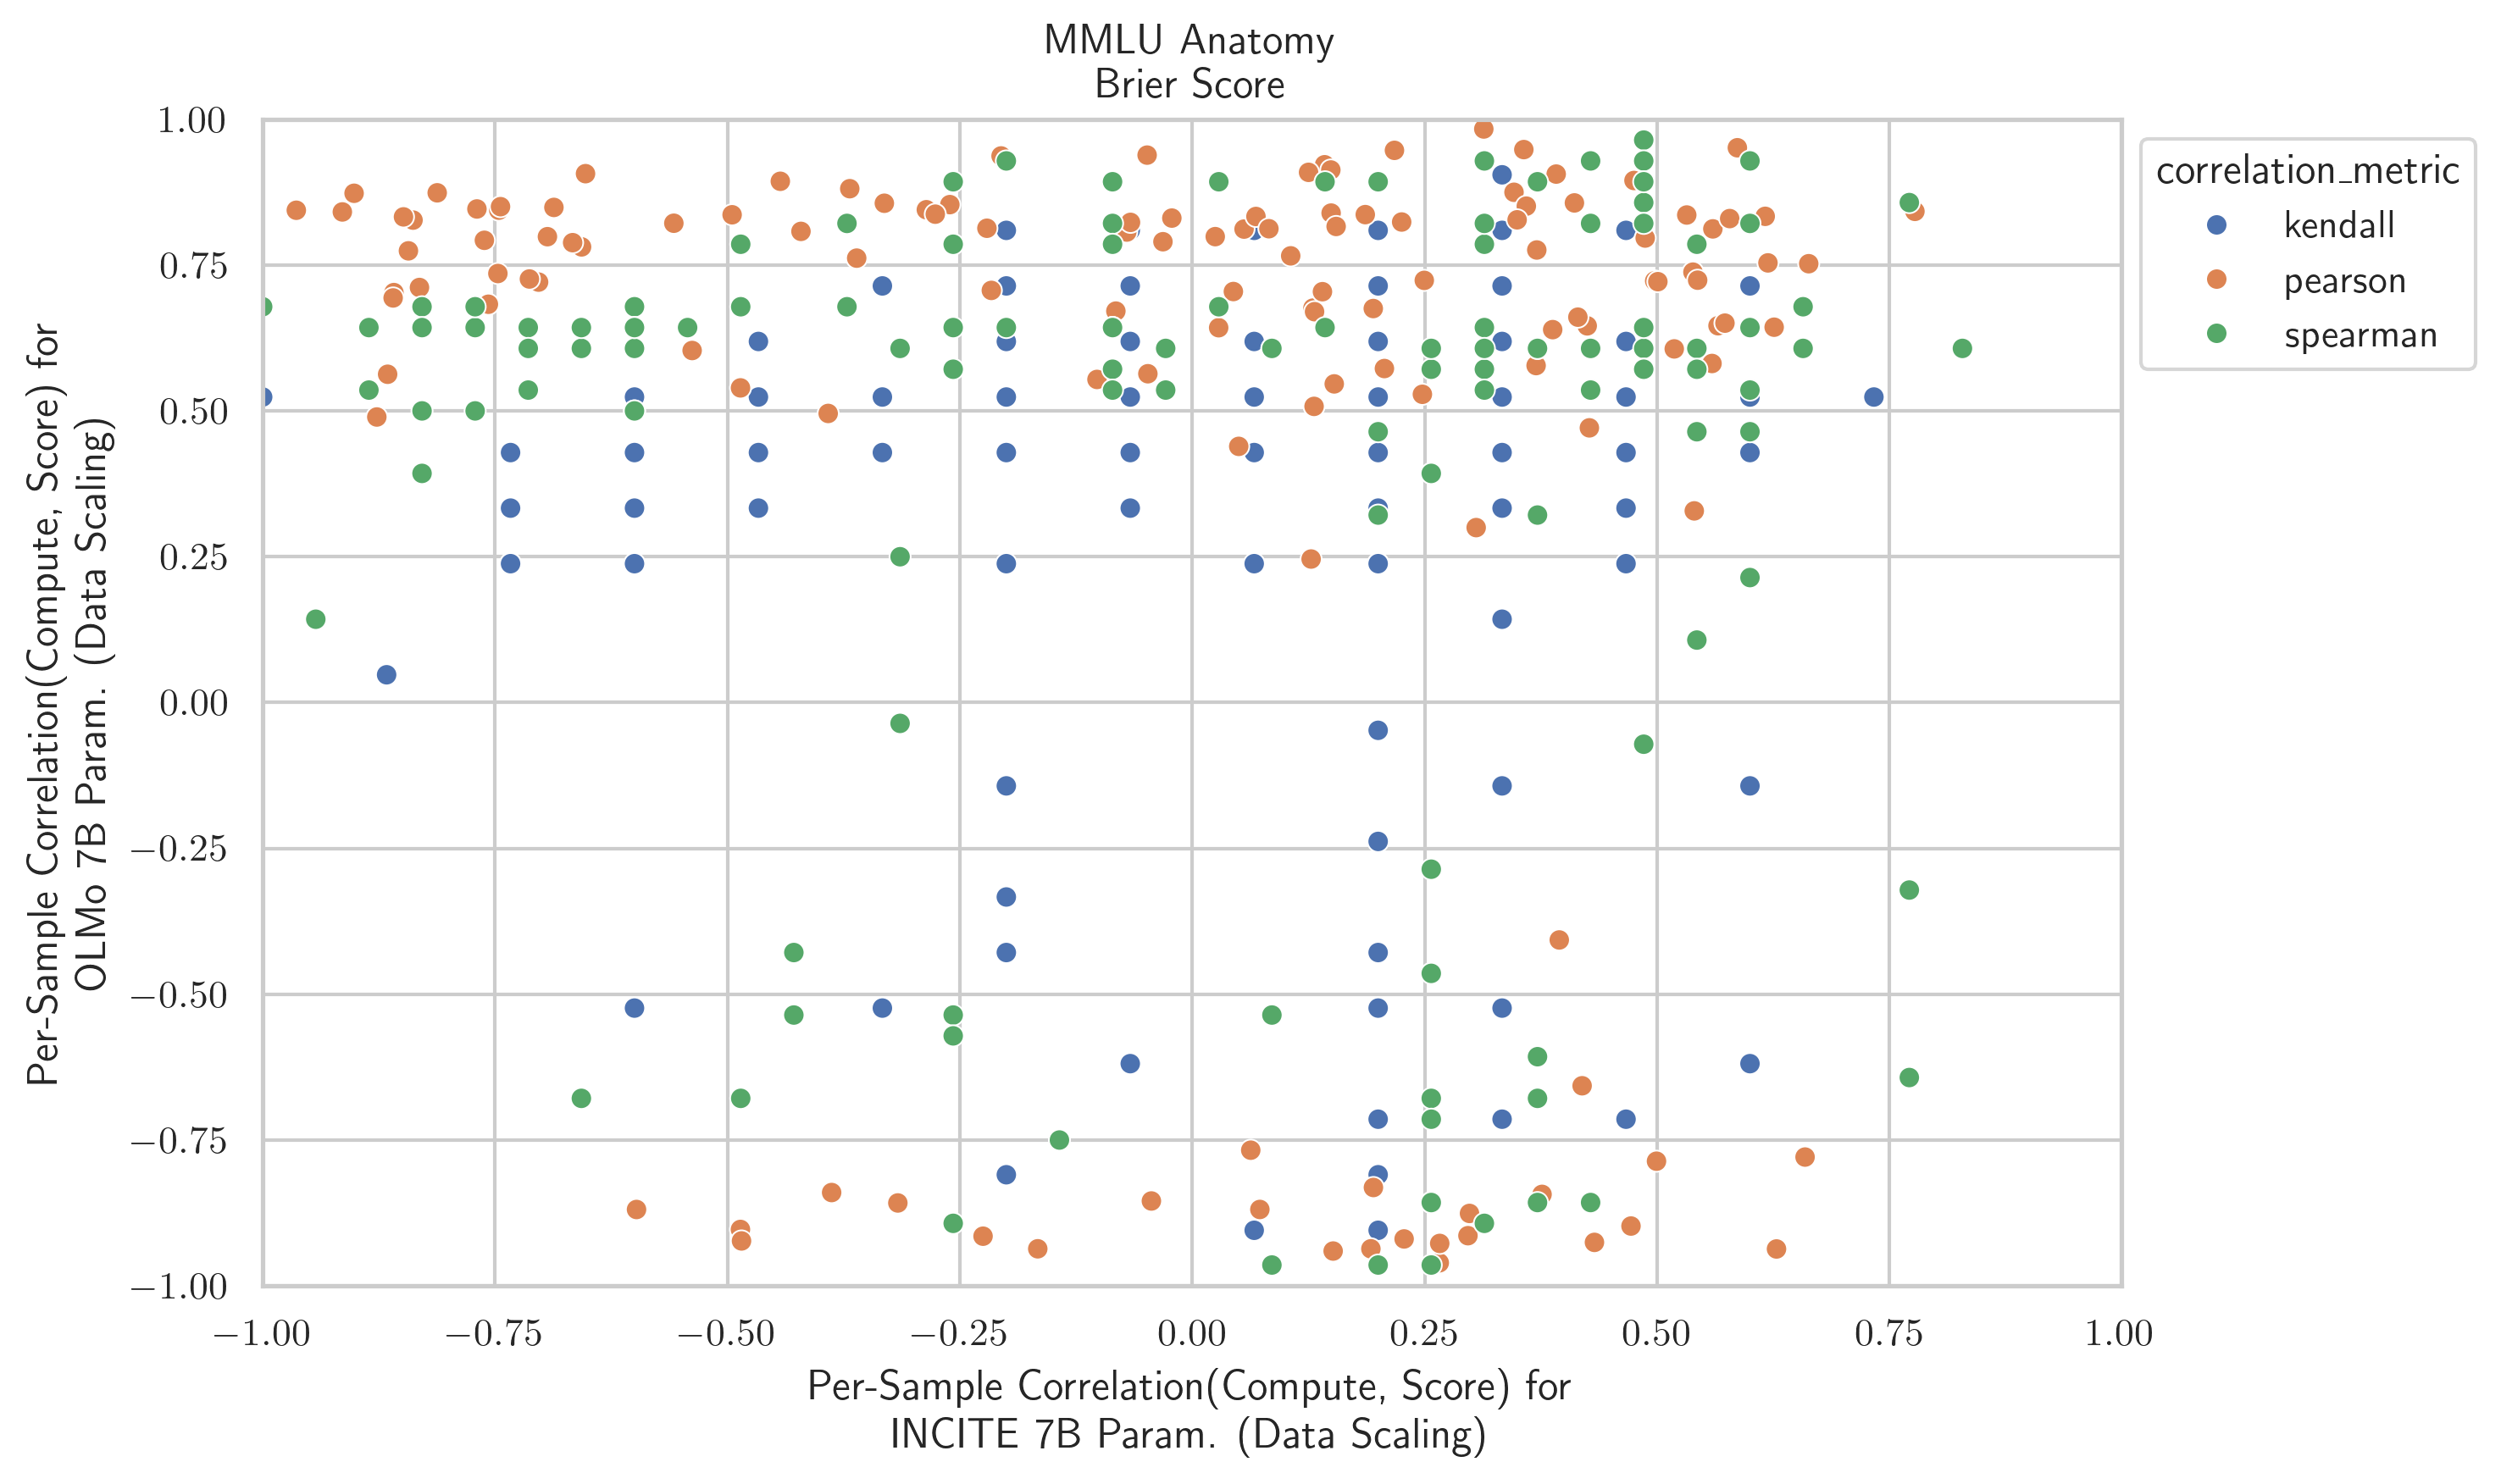 MMLU Anatomy
Brier Score
Per-Sample Correlation(Compute, Score) for
OLMo 7B Param. (Data Scaling)
1.00
0.75
0.50
0.25
0.00
−0.25
−0.50
−0.75
−1.00
−1.00 −0.75 −0.50 −0.25 0.00 0.25 0.50 0.75 1.00
Per-Sample Correlation(Compute, Score) for
INCITE 7B Param. (Data Scaling)
correlation_metric
kendall
pearson
spearman